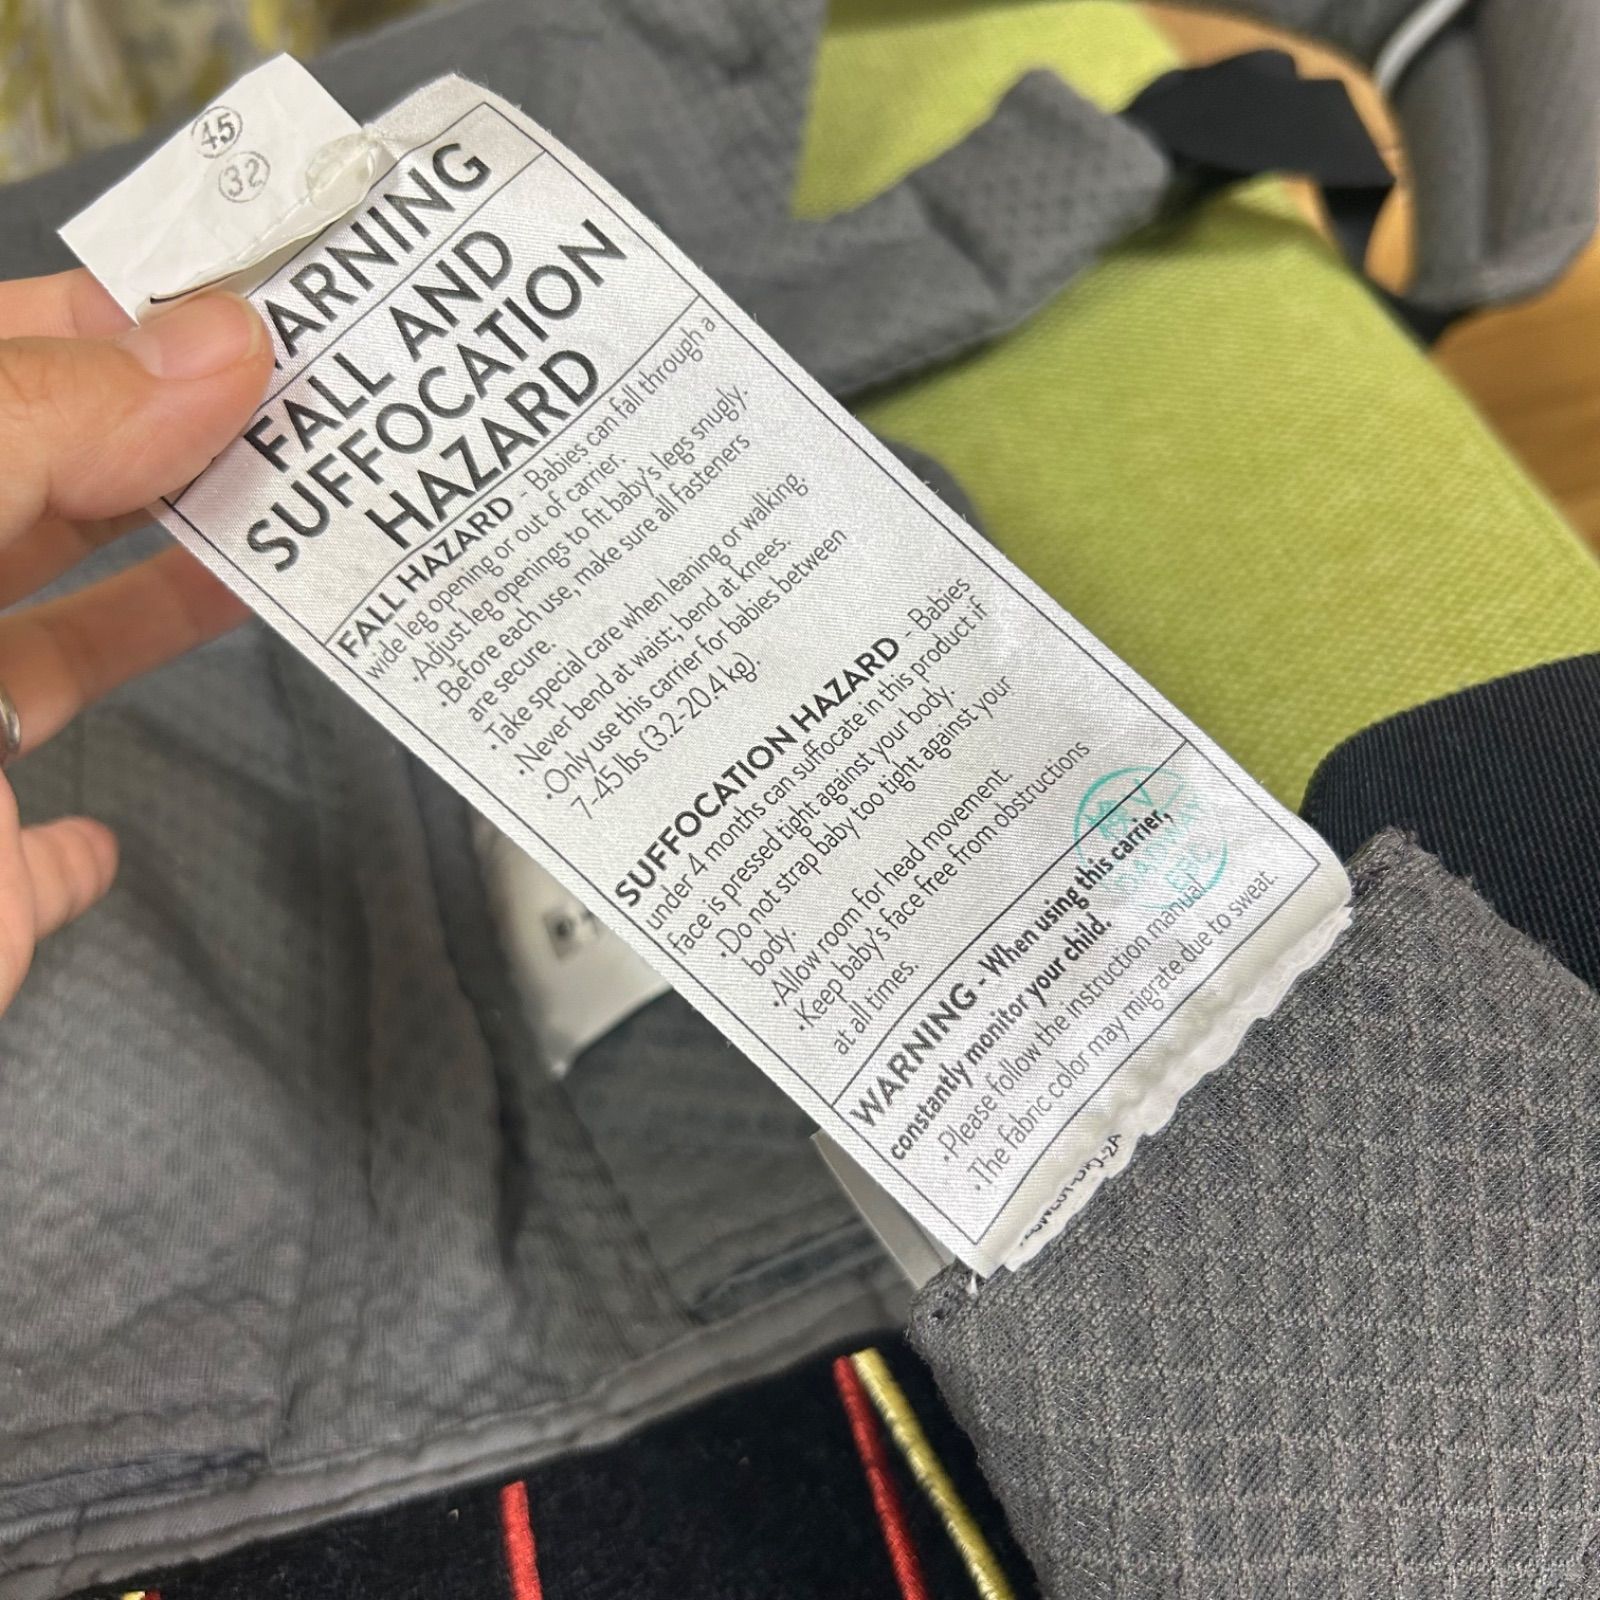 45
32
WARNING
FALL AND
SUFFOCATION
HAZARD
FALL HAZARD - Babies can fall through a
wide leg opening or out of carrier.
•Adjust leg openings to fit baby's legs snugly.
•Before each use, make sure all fasteners
are secure.
•Take special care when leaning or walking.
•Never bend at waist; bend at knees.
•Only use this carrier for babies between
7-45 lbs (3.2-20.4 kg).
SUFFOCATION HAZARD - Babies
under 4 months can suffocate in this product if
face is pressed tight against your body.
•Do not strap baby too tight against your
body.
•Allow room for head movement.
•Keep baby's face free from obstructions
at all times.
WARNING - When using this carrier,
constantly monitor your child.
•Please follow the instruction manual.
•The fabric color may migrate due to sweat.